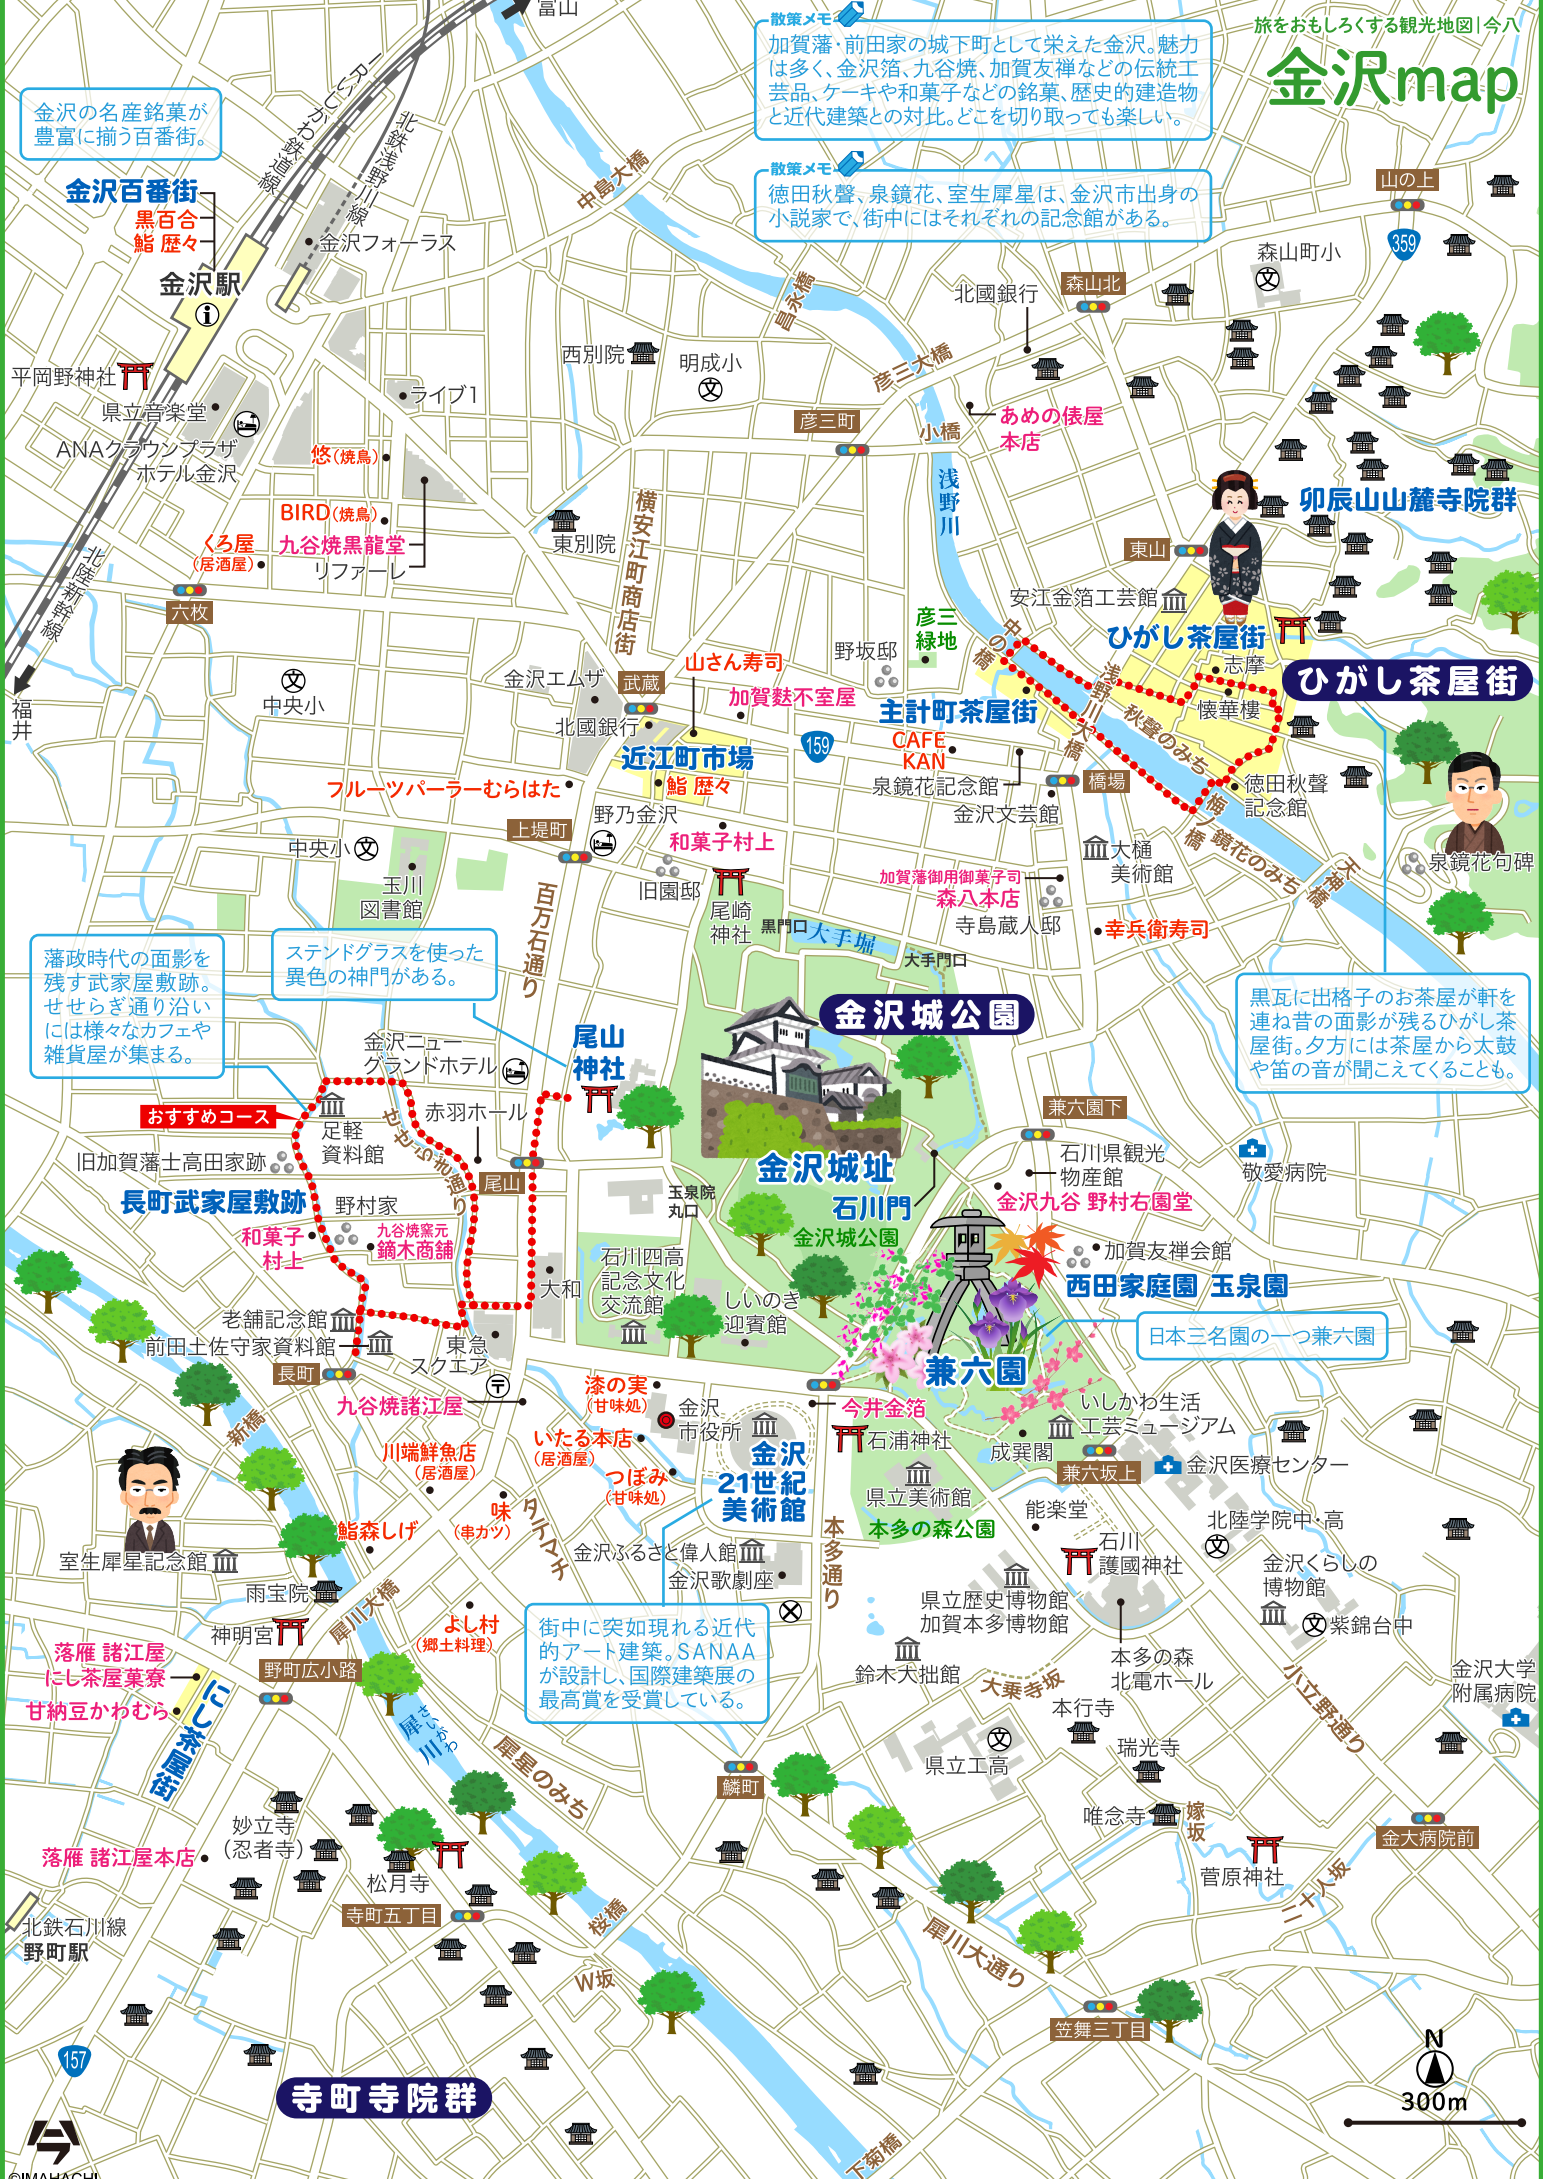 富山
旅をおもしろくする観光地図|今八
金沢map
散策メモ
加賀藩・前田家の城下町として栄えた金沢。魅力
は多く、金沢箔、九谷焼、加賀友禅などの伝統工
芸品、ケーキや和菓子などの銘菓、歴史的建造物
と近代建築との対比。どこを切り取っても楽しい。
散策メモ
徳田秋聲、泉鏡花、室生犀星は、金沢市出身の
小説家で、街中にはそれぞれの記念館がある。
金沢の名産銘菓が
豊富に揃う百番街。
IRいしかわ鉄道線
北鉄浅野川線
金沢百番街
黒百合
鮨 歴々
金沢フォーラス
金沢駅
中島大橋
山の上
359
森山町小
文
昌永橋
北國銀行
森山北
平岡野神社
西別院
明成小
文
彦三大橋
県立音楽堂
ライブ1
彦三町
小橋
あめの俵屋
本店
ANAクラウンプラザ
ホテル金沢
悠(焼鳥)
BIRD(焼鳥)
九谷焼黒龍堂
リファーレ
くろ屋
(居酒屋)
横安江町商店街
東別院
浅野川
卯辰山山麓寺院群
東山
北陸新幹線
六枚
福井
安江金箔工芸館
彦三
緑地
中の橋
ひがし茶屋街
志摩
ひがし茶屋街
野坂邸
山さん寿司
金沢エムザ
武蔵
文
中央小
加賀麩不室屋
主計町茶屋街
浅野川大橋
秋聲のみち
懐華樓
北國銀行
近江町市場
159
CAFE
KAN
フルーツパーラーむらはた
鮨 歴々
泉鏡花記念館
橋場
徳田秋聲
記念館
野乃金沢
金沢文芸館
梅ノ橋
上堤町
和菓子村上
中央小
文
大樋
美術館
鏡花のみち
天神橋
泉鏡花句碑
玉川
図書館
旧園邸
加賀藩御用御菓子司
森八本店
尾崎
神社
黒門口
大手堀
寺島蔵人邸
幸兵衛寿司
百万石通り
大手門口
藩政時代の面影を
残す武家屋敷跡。
せせらぎ通り沿い
には様々なカフェや
雑貨屋が集まる。
ステンドグラスを使った
異色の神門がある。
黒瓦に出格子のお茶屋が軒を
連ね昔の面影が残るひがし茶
屋街。夕方には茶屋から太鼓
や笛の音が聞こえてくることも。
金沢城公園
金沢ニュー
グランドホテル
尾山
神社
おすすめコース
せせらぎ通り
赤羽ホール
足軽
資料館
兼六園下
石川県観光
物産館
敬愛病院
旧加賀藩士高田家跡
金沢城址
尾山
長町武家屋敷跡
野村家
玉泉院
丸口
石川門
金沢九谷 野村右園堂
和菓子
村上
九谷焼窯元
鏑木商舗
金沢城公園
石川四高
記念文化
交流館
加賀友禅会館
西田家庭園 玉泉園
大和
しいのき
迎賓館
老舗記念館
前田土佐守家資料館
東急
スクエア
日本三名園の一つ兼六園
兼六園
長町
漆の実
(甘味処)
金沢
市役所
今井金箔
いしかわ生活
工芸ミュージアム
九谷焼諸江屋
新橋
石浦神社
成巽閣
いたる本店
(居酒屋)
金沢
21世紀
美術館
兼六坂上
金沢医療センター
川端鮮魚店
(居酒屋)
つぼみ
(甘味処)
県立美術館
味
(串カツ)
タテマチ
本多の森公園
能楽堂
北陸学院中・高
文
鮨森しげ
本多通り
石川
護國神社
金沢ふるさと偉人館
室生犀星記念館
金沢くらしの
博物館
金沢歌劇座
雨宝院
犀川大橋
県立歴史博物館
加賀本多博物館
文
紫錦台中
よし村
(郷土料理)
神明宮
街中に突如現れる近代
的アート建築。SANAA
が設計し、国際建築展の
最高賞を受賞している。
落雁 諸江屋
にし茶屋菓寮
野町広小路
鈴木大拙館
本多の森
北電ホール
小立野通り
金沢大学
附属病院
甘納豆かわむら
にし茶屋街
大乗寺坂
本行寺
犀川
さいがわ
犀星のみち
文
県立工高
瑞光寺
鱗町
妙立寺
(忍者寺)
唯念寺
嫁坂
金大病院前
落雁 諸江屋本店
松月寺
菅原神社
二十人坂
寺町五丁目
桜橋
北鉄石川線
野町駅
犀川大通り
W坂
笠舞三丁目
157
N
300m
寺町寺院群
下菊橋
©IMAHACHI